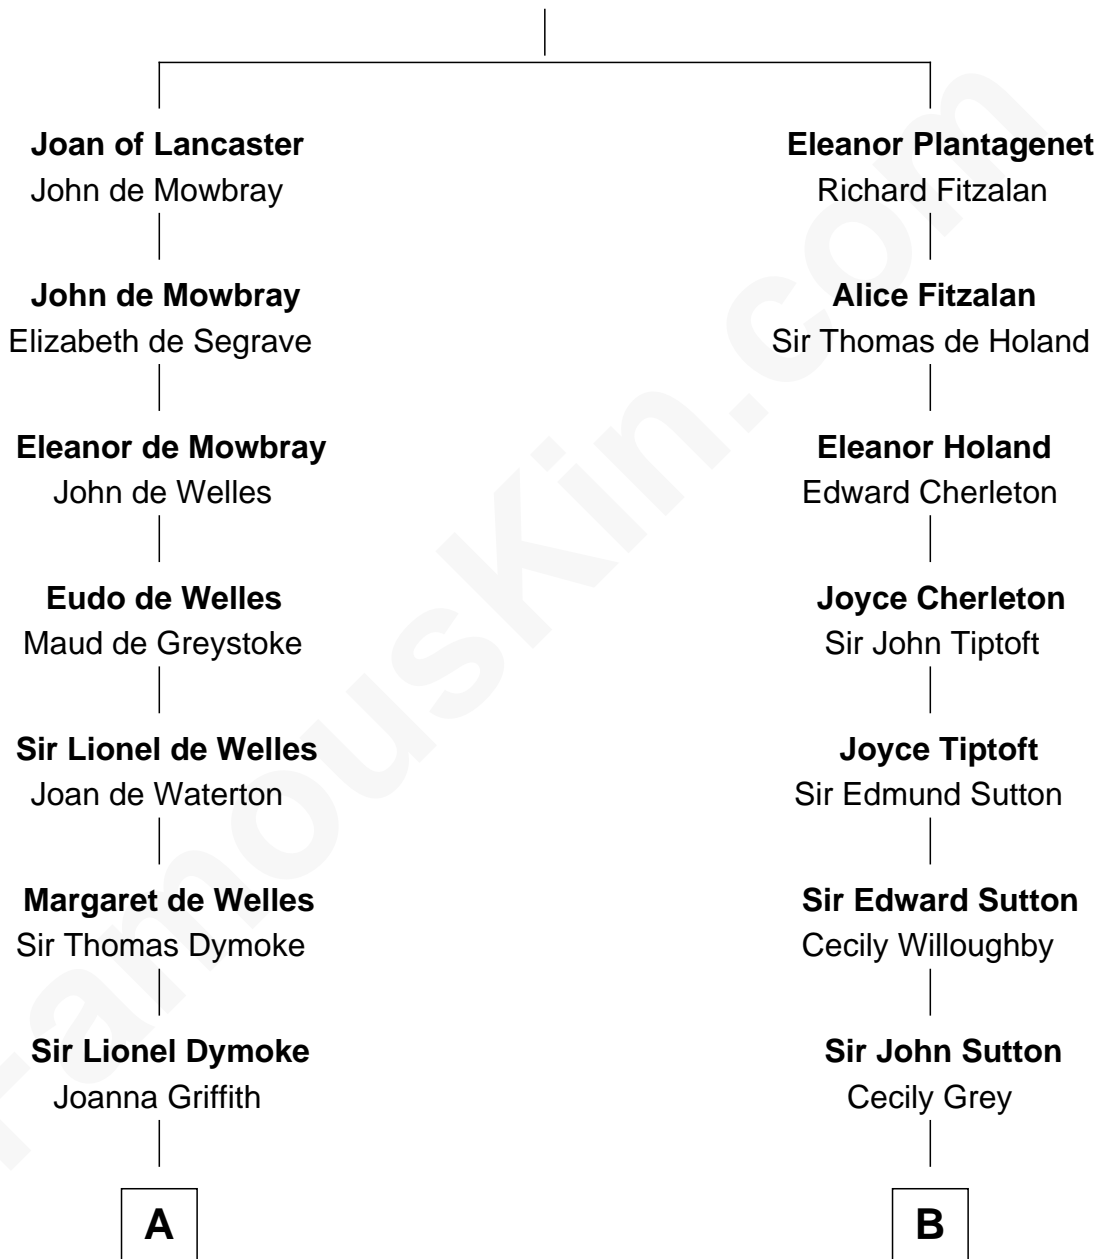 Joan of Lancaster
John de Mowbray
John de Mowbray
Elizabeth de Segrave
Eleanor de Mowbray
John de Welles
Eudo de Welles
Maud de Greystoke
Sir Lionel de Welles
Joan de Waterton
Margaret de Welles
Sir Thomas Dymoke
Sir Lionel Dymoke
Joanna Griffith
A
Eleanor Plantagenet
Richard Fitzalan
Alice Fitzalan
Sir Thomas de Holand
Eleanor Holand
Edward Cherleton
Joyce Cherleton
Sir John Tiptoft
Joyce Tiptoft
Sir Edmund Sutton
Sir Edward Sutton
Cecily Willoughby
Sir John Sutton
Cecily Grey
B
FamousKin.com